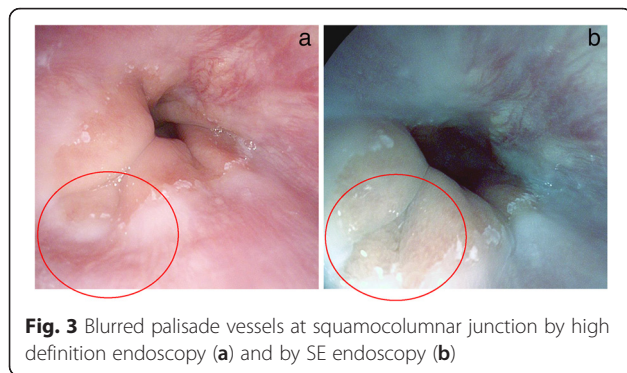 a
b
Fig. 3 Blurred palisade vessels at squamocolumnar junction by high
definition endoscopy (a) and by SE endoscopy (b)